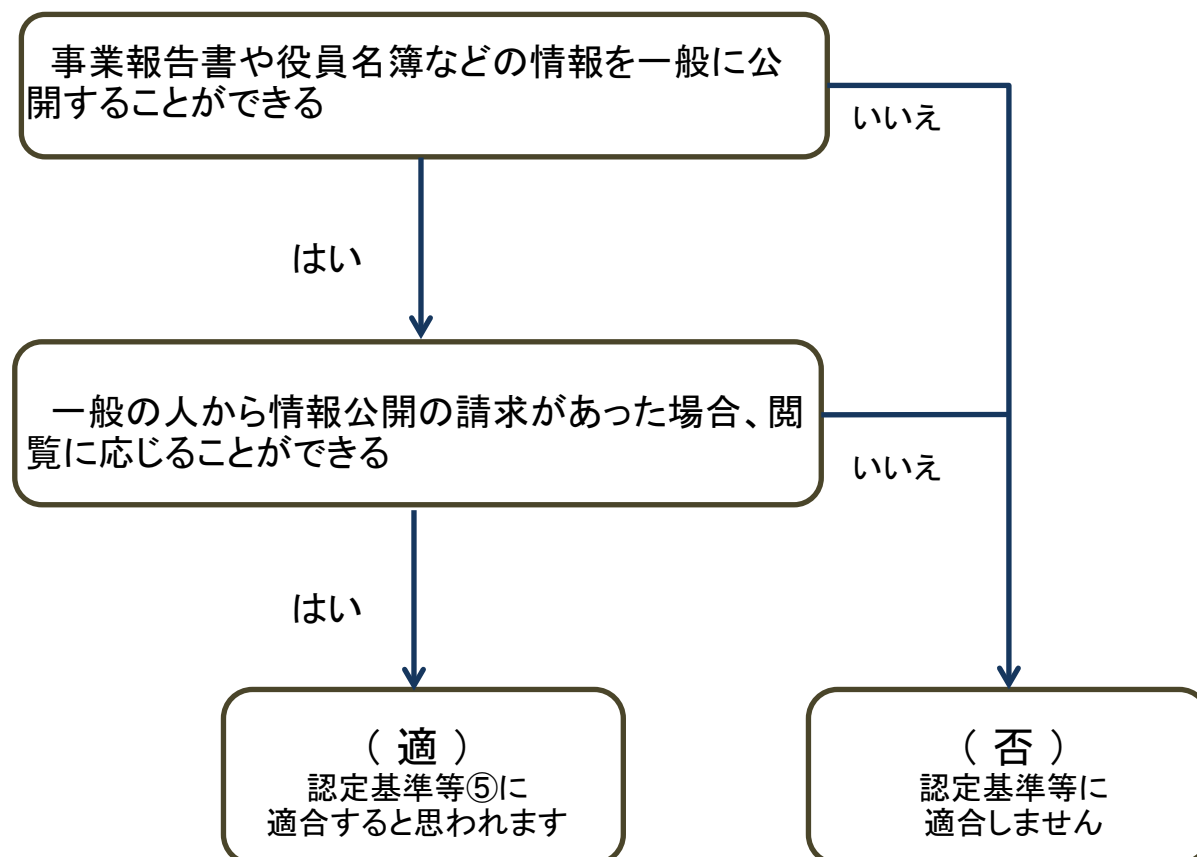 事業報告書や役員名簿などの情報を一般に公
開することができる
いいえ
はい
一般の人から情報公開の請求があった場合、閲
覧に応じることができる
いいえ
はい
（ 適 ）
認定基準等⑤に
適合すると思われます
（ 否 ）
認定基準等に
適合しません